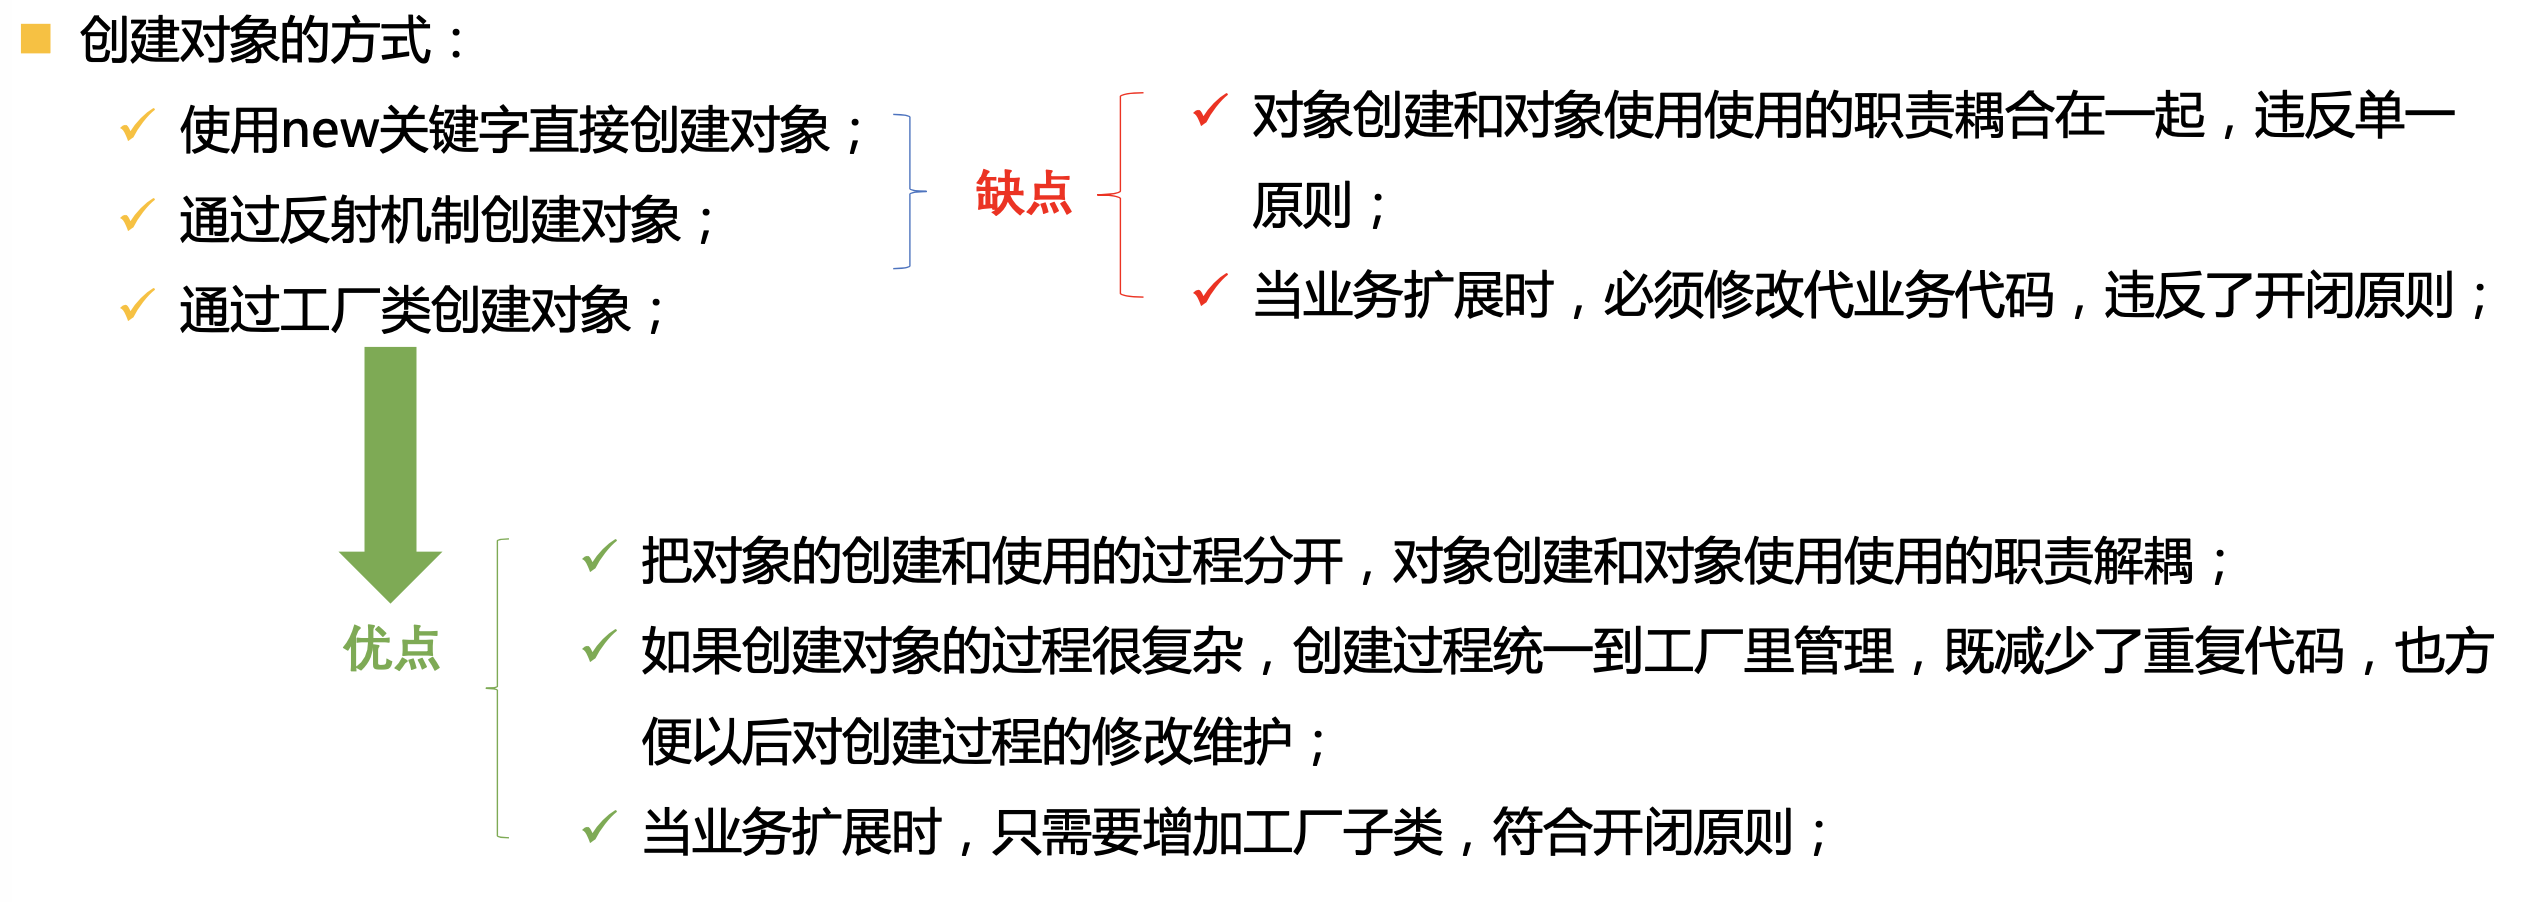 创建对象的方式：
使用new关键字直接创建对象；
通过反射机制创建对象；
通过工厂类创建对象；
缺点
对象创建和对象使用使用的职责耦合在一起，违反单一
原则；
当业务扩展时，必须修改代业务代码，违反了开闭原则；
优点
把对象的创建和使用的过程分开，对象创建和对象使用使用的职责解耦；
如果创建对象的过程很复杂，创建过程统一到工厂里管理，既减少了重复代码，也方
便以后对创建过程的修改维护；
当业务扩展时，只需要增加工厂子类，符合开闭原则；